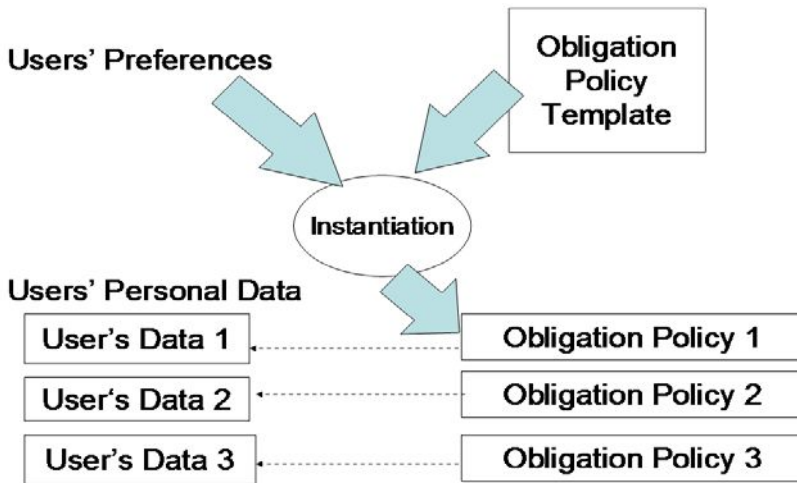 Users' Preferences
Obligation
Policy
Template
Instantiation
Users' Personal Data
User's Data 1
Obligation Policy 1
User‘s Data 2
Obligation Policy 2
User's Data 3
Obligation Policy 3